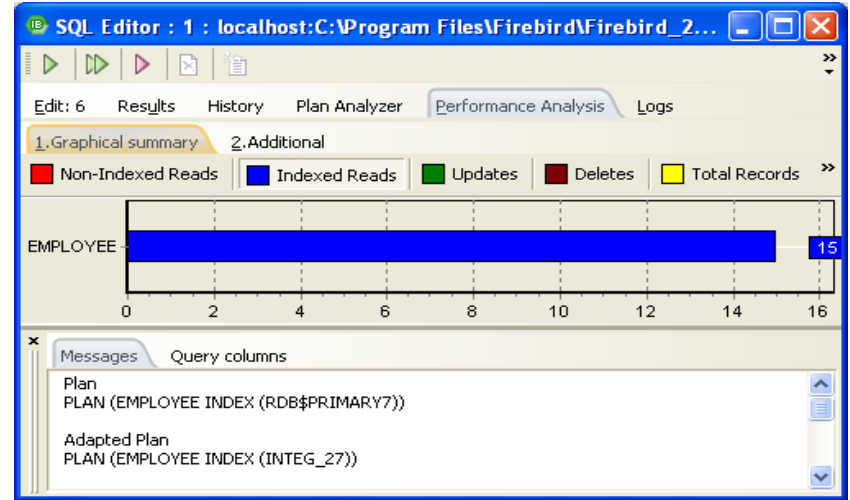 SQL Editor : 1 : localhost:C:\Program Files\Firebird\Firebird_2...
Edit: 6 Results History Plan Analyzer Performance Analysis Logs
1.Graphical summary 2.Additional
Non-Indexed Reads Indexed Reads Updates Deletes Total Records
EMPLOYEE 15
0 2 4 6 8 10 12 14 16
Messages Query columns
Plan
PLAN (EMPLOYEE INDEX (RDB$PRIMARY7))
Adapted Plan
PLAN (EMPLOYEE INDEX (INTEG_27))